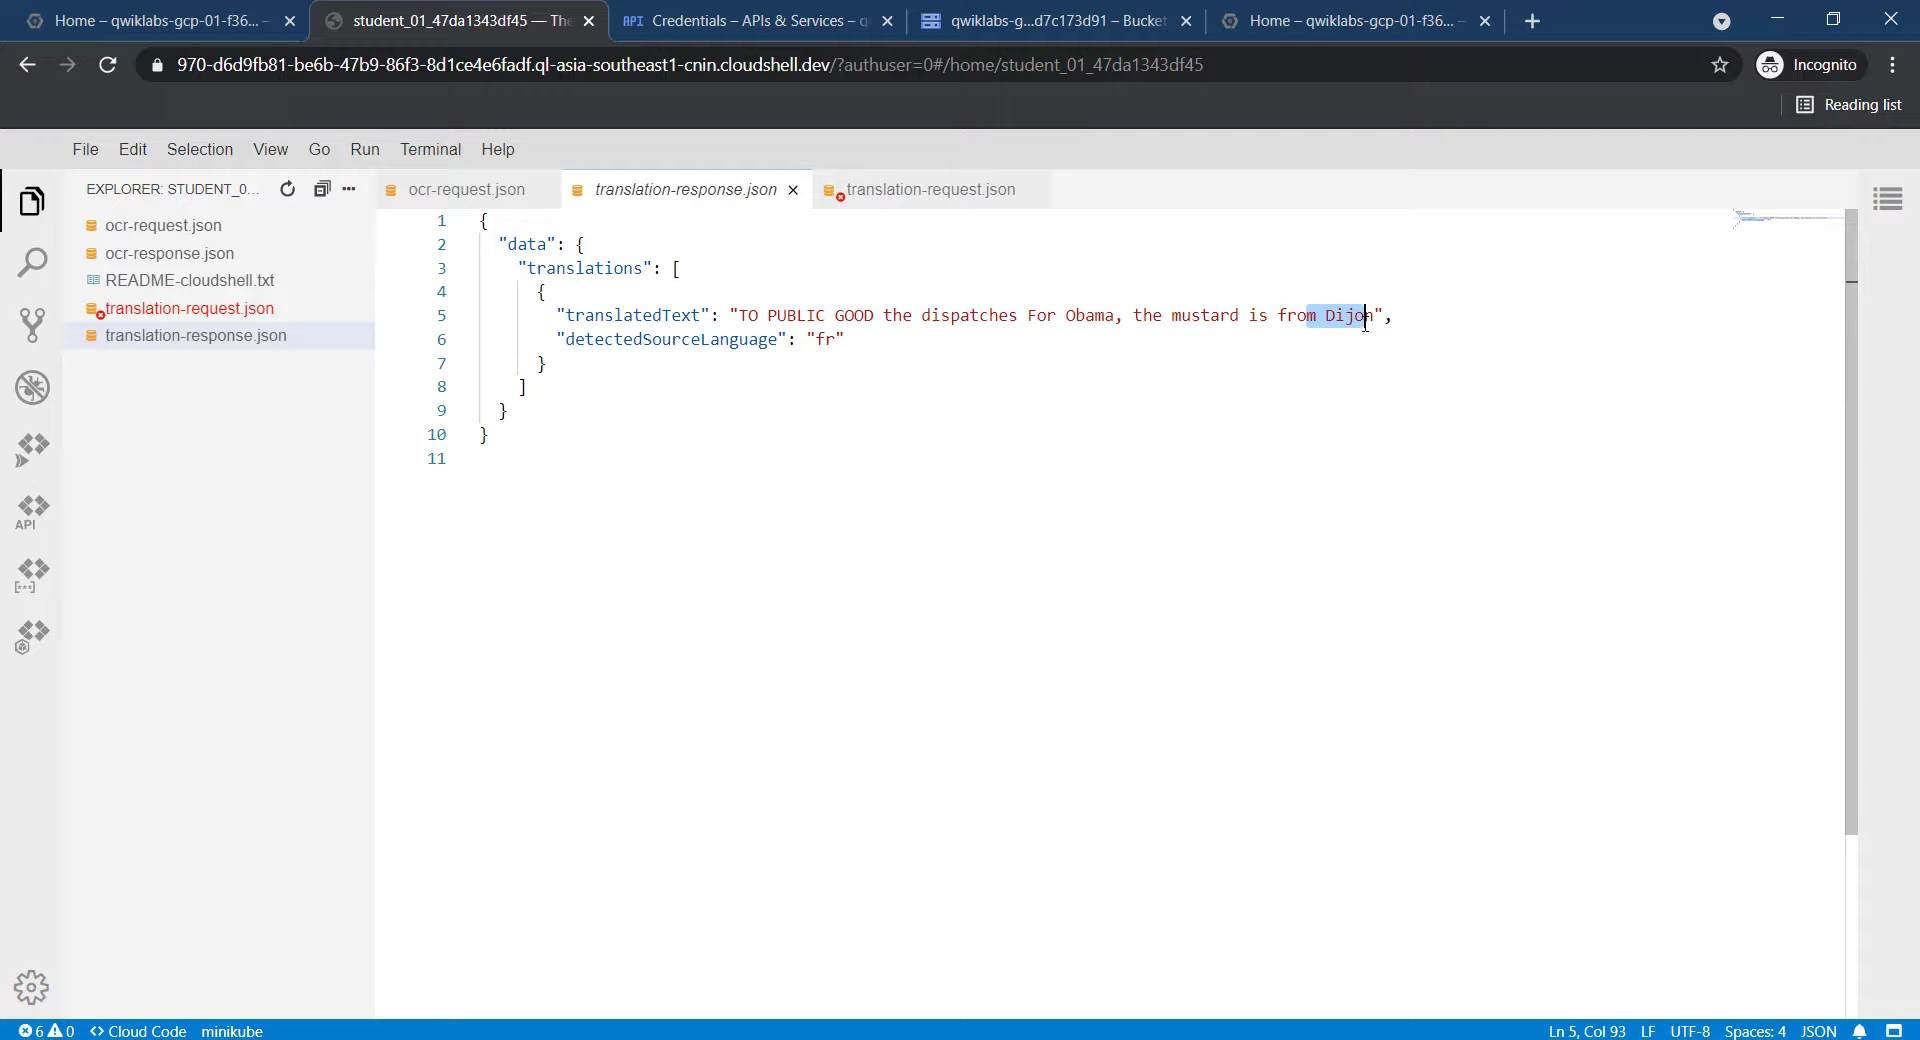 Home – qwiklabs-gcp-01-f36... –
student_01_47da1343df45 — The
API Credentials – APIs & Services – q
qwiklabs-g...d7c173d91 – Bucket
Home – qwiklabs-gcp-01-f36... –
970-d6d9fb81-be6b-47b9-86f3-8d1ce4e6fadf.ql-asia-southeast1-cnin.cloudshell.dev/?authuser=0#/home/student_01_47da1343df45
Incognito
Reading list
File Edit Selection View Go Run Terminal Help
EXPLORER: STUDENT_0...
ocr-request.json
ocr-response.json
README-cloudshell.txt
translation-request.json
translation-response.json
API
[***]
ocr-request.json
translation-response.json
translation-request.json
1 {
2 "data": {
3 "translations": [
4 {
5 "translatedText": "TO PUBLIC GOOD the dispatches For Obama, the mustard is from Dijon",
6 "detectedSourceLanguage": "fr"
7 }
8 ]
9 }
10 }
11
6 0 <> Cloud Code minikube
Ln 5, Col 93 LF UTF-8 Spaces: 4 JSON